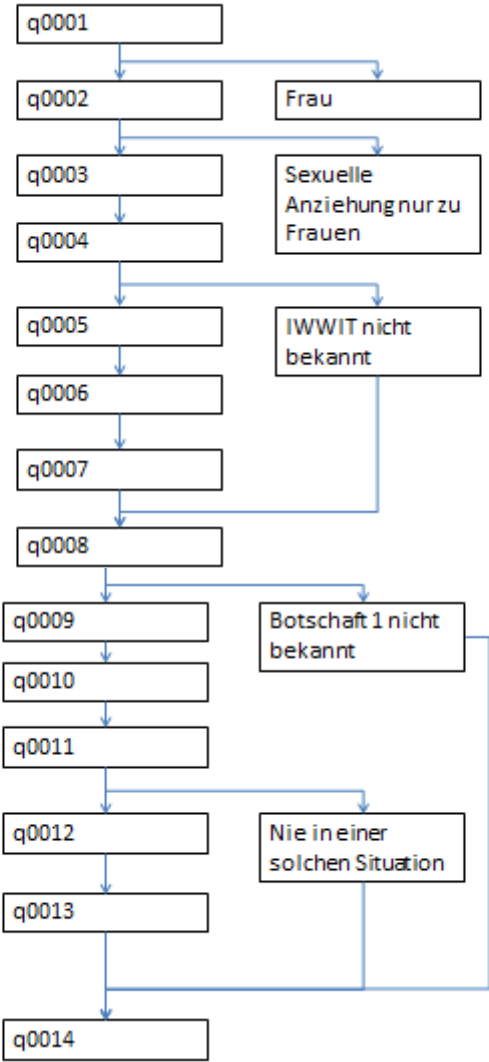 q0001
q0002
Frau
q0003
Sexuelle
Anziehung nur zu
Frauen
q0004
q0005
IWWIT nicht
bekannt
q0006
q0007
q0008
q0009
Botschaft 1 nicht
bekannt
q0010
q0011
q0012
Nie in einer
solchen Situation
q0013
q0014